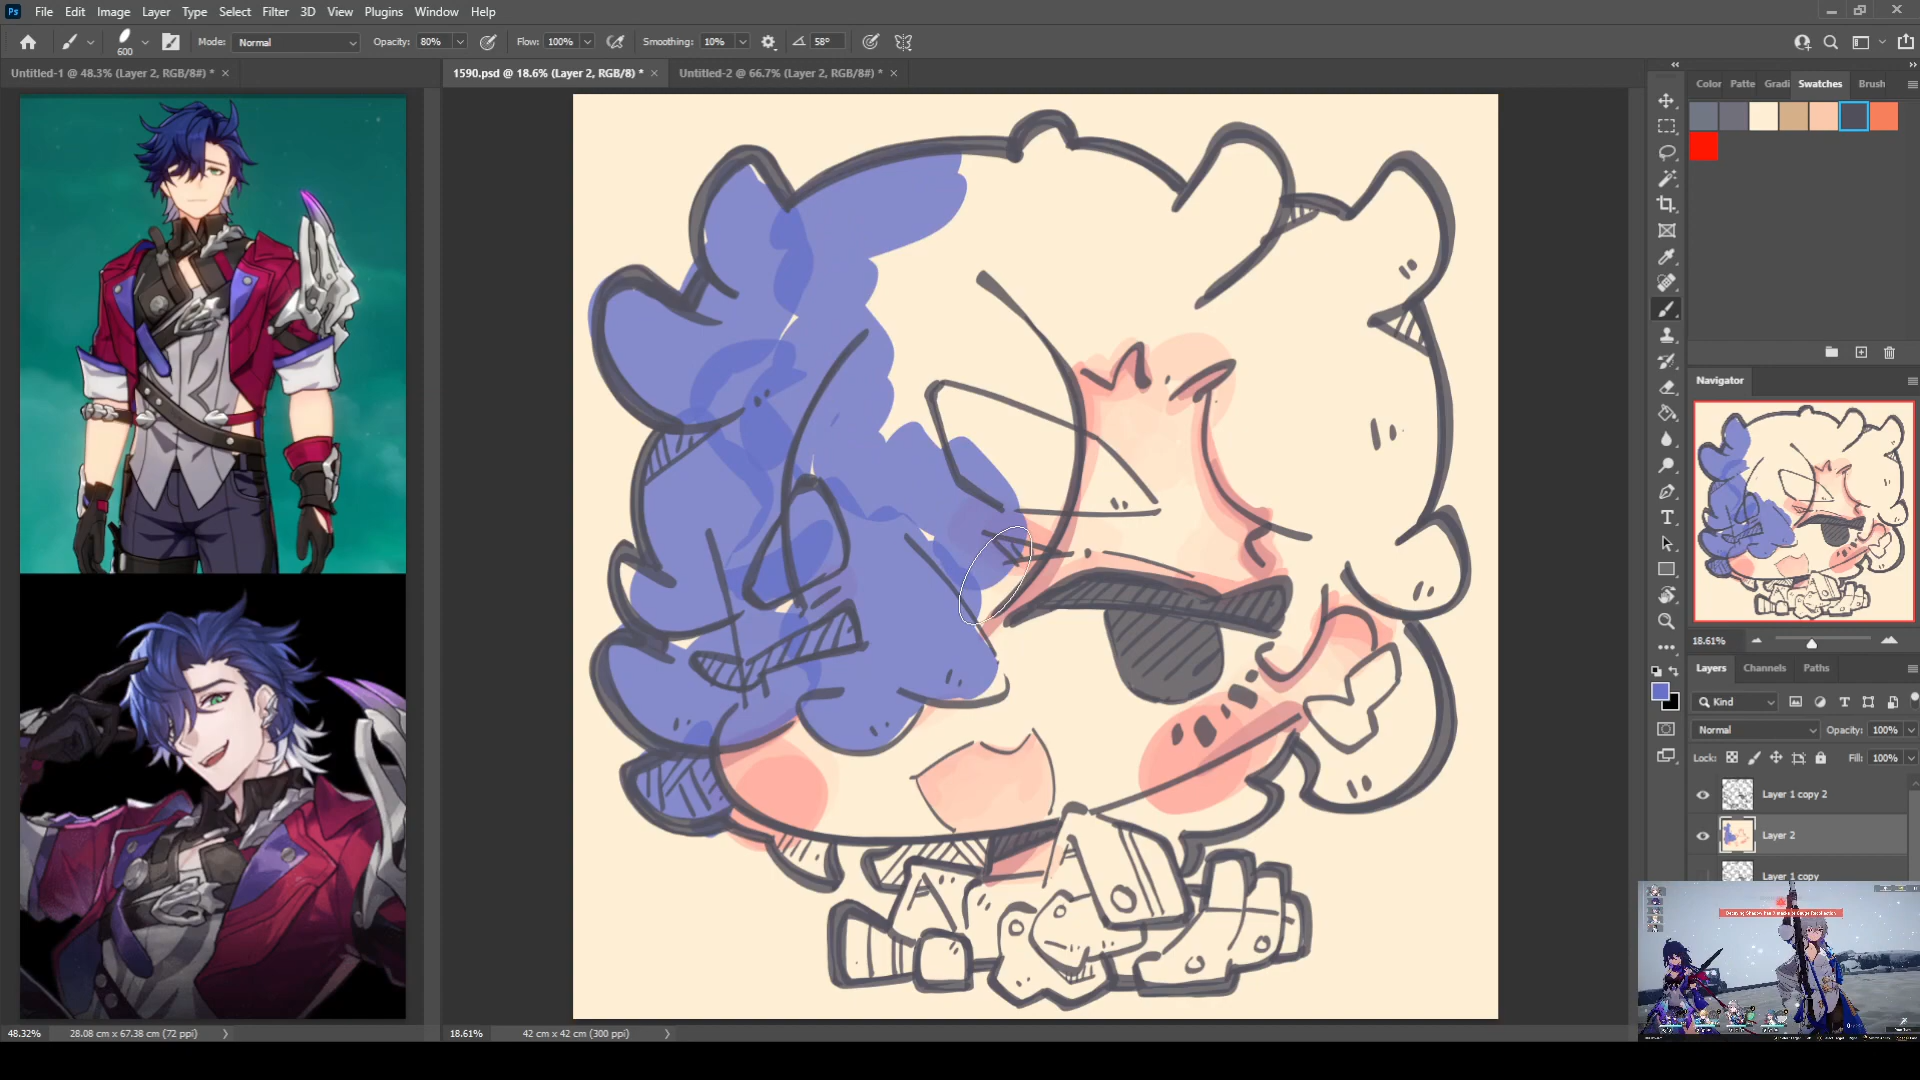 Ps File Edit Image Layer Type Select Filter 3D View Plugins Window Help
600 Mode: Normal Opacity: 80% Flow: 100% Smoothing: 10% 58°
Untitled-1 @ 48.3% (Layer 2, RGB/8#) * ×
1590.psd @ 18.6% (Layer 2, RGB/8) * ×
Untitled-2 @ 66.7% (Layer 2, RGB/8#) * ×
Color Patte Gradi Swatches Brush
Navigator
18.61%
Layers Channels Paths
Kind
Normal Opacity: 100%
Lock: Fill: 100%
Layer 1 copy 2
Layer 2
Layer 1 copy
48.32% 28.08 cm x 67.38 cm (72 ppi)
18.61% 42 cm x 42 cm (300 ppi)